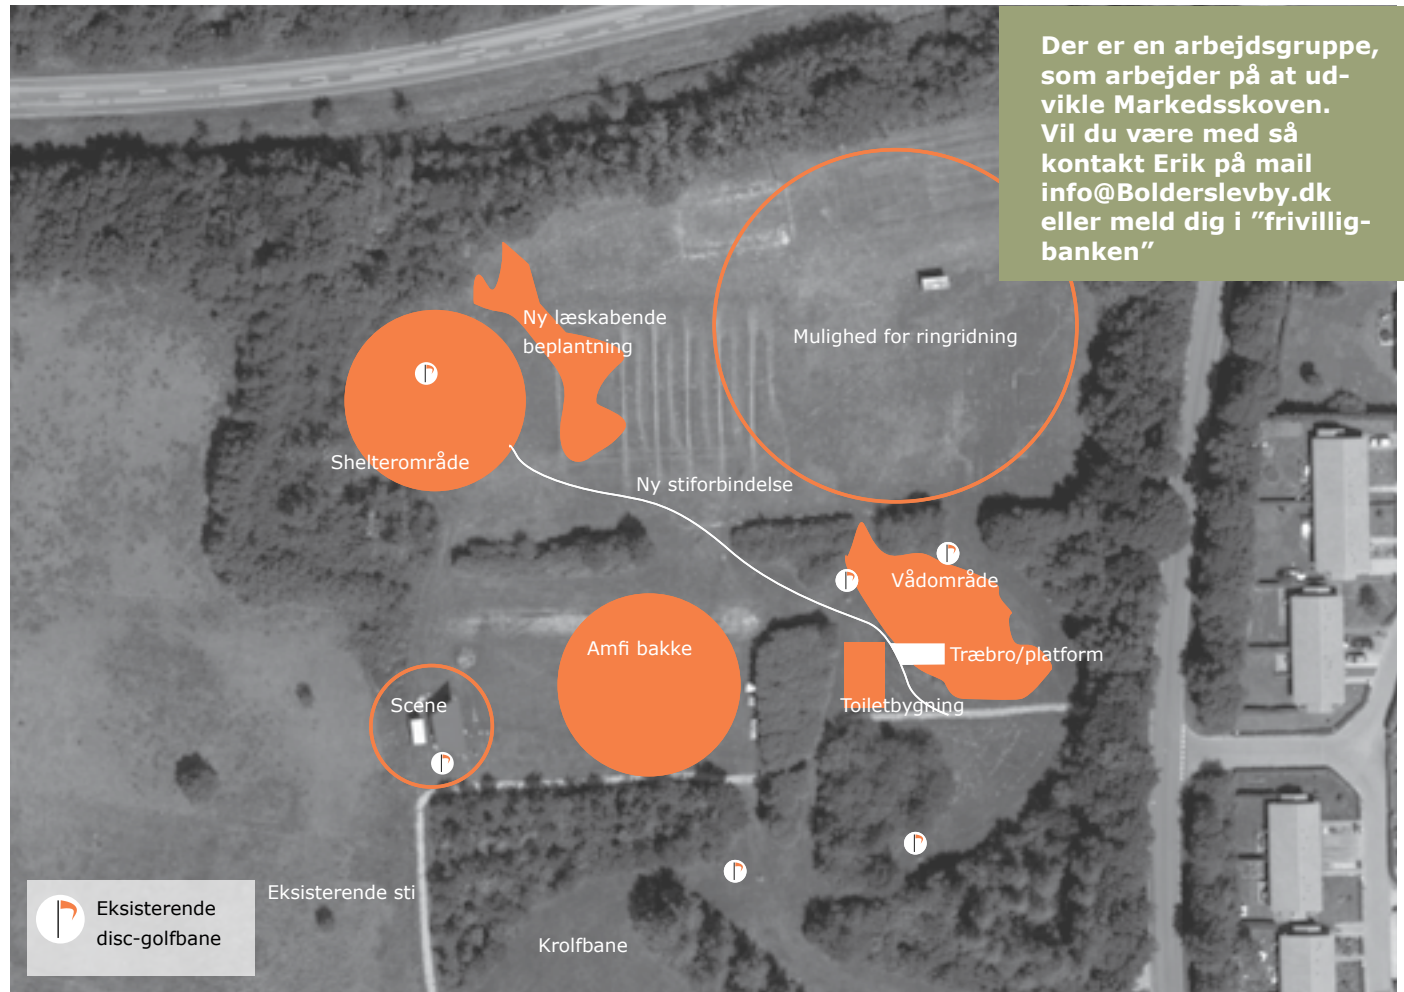 Der er en arbejdsgruppe,
som arbejder på at ud-
vikle Markedsskoven.
Vil du være med så
kontakt Erik på mail
info@Bolderslevby.dk
eller meld dig i ”frivillig-
banken”
Ny læskabende
beplantning
Mulighed for ringridning
Shelterområde
Ny stiforbindelse
Vådområde
Amfi bakke
Træbro/platform
Scene
Toiletbygning
Eksisterende sti
Eksisterende
disc-golfbane
Krolfbane